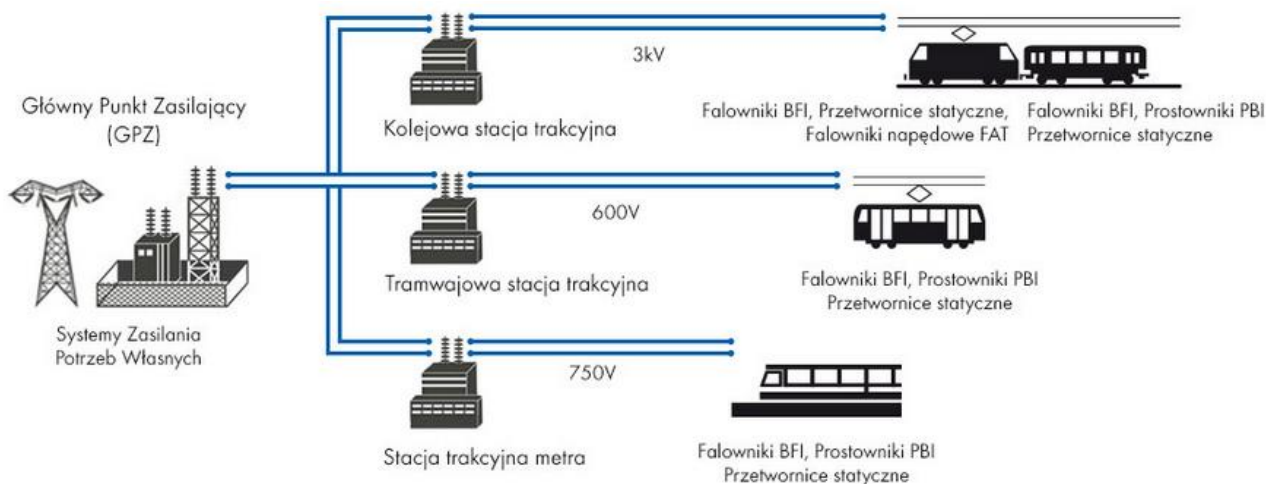 Główny Punkt Zasilający
(GPZ)
Systemy Zasilania
Potrzeb Własnych
3kV
Kolejowa stacja trakcyjna
Falowniki BFI, Przetwornice statyczne,
Falowniki napędowe FAT
Falowniki BFI, Prostowniki PBI
Przetwornice statyczne
600V
Tramwajowa stacja trakcyjna
Falowniki BFI, Prostowniki PBI
Przetwornice statyczne
750V
Stacja trakcyjna metra
Falowniki BFI, Prostowniki PBI
Przetwornice statyczne